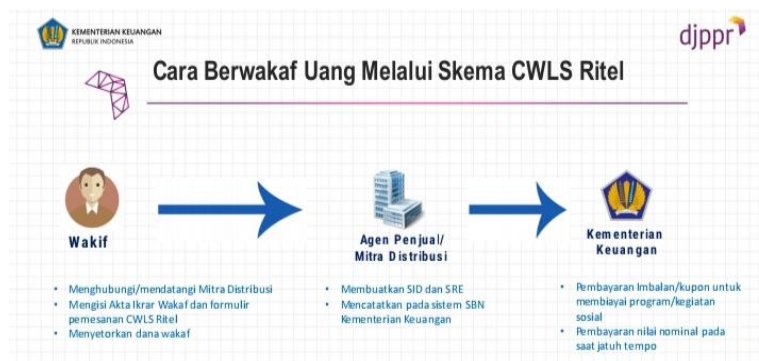 KEMENTERIAN KEUANGAN
REPUBLIK INDONESIA
djppr
Cara Berwakaf Uang Melalui Skema CWLS Ritel
Wakif
• Menghubungi/mendatangi Mitra Distribusi
• Mengisi Akta Ikrar Wakaf dan formulir
pemesanan CWLS Ritel
• Menyetorkan dana wakaf
Agen Penjual/
Mitra Distribusi
• Membuatkan SID dan SRE
• Mencatatkan pada sistem SBN
Kementerian Keuangan
Kementerian
Keuangan
• Pembayaran Imbalan/kupon untuk
membiayai program/kegiatan
sosial
• Pembayaran nilai nominal pada
saat jatuh tempo